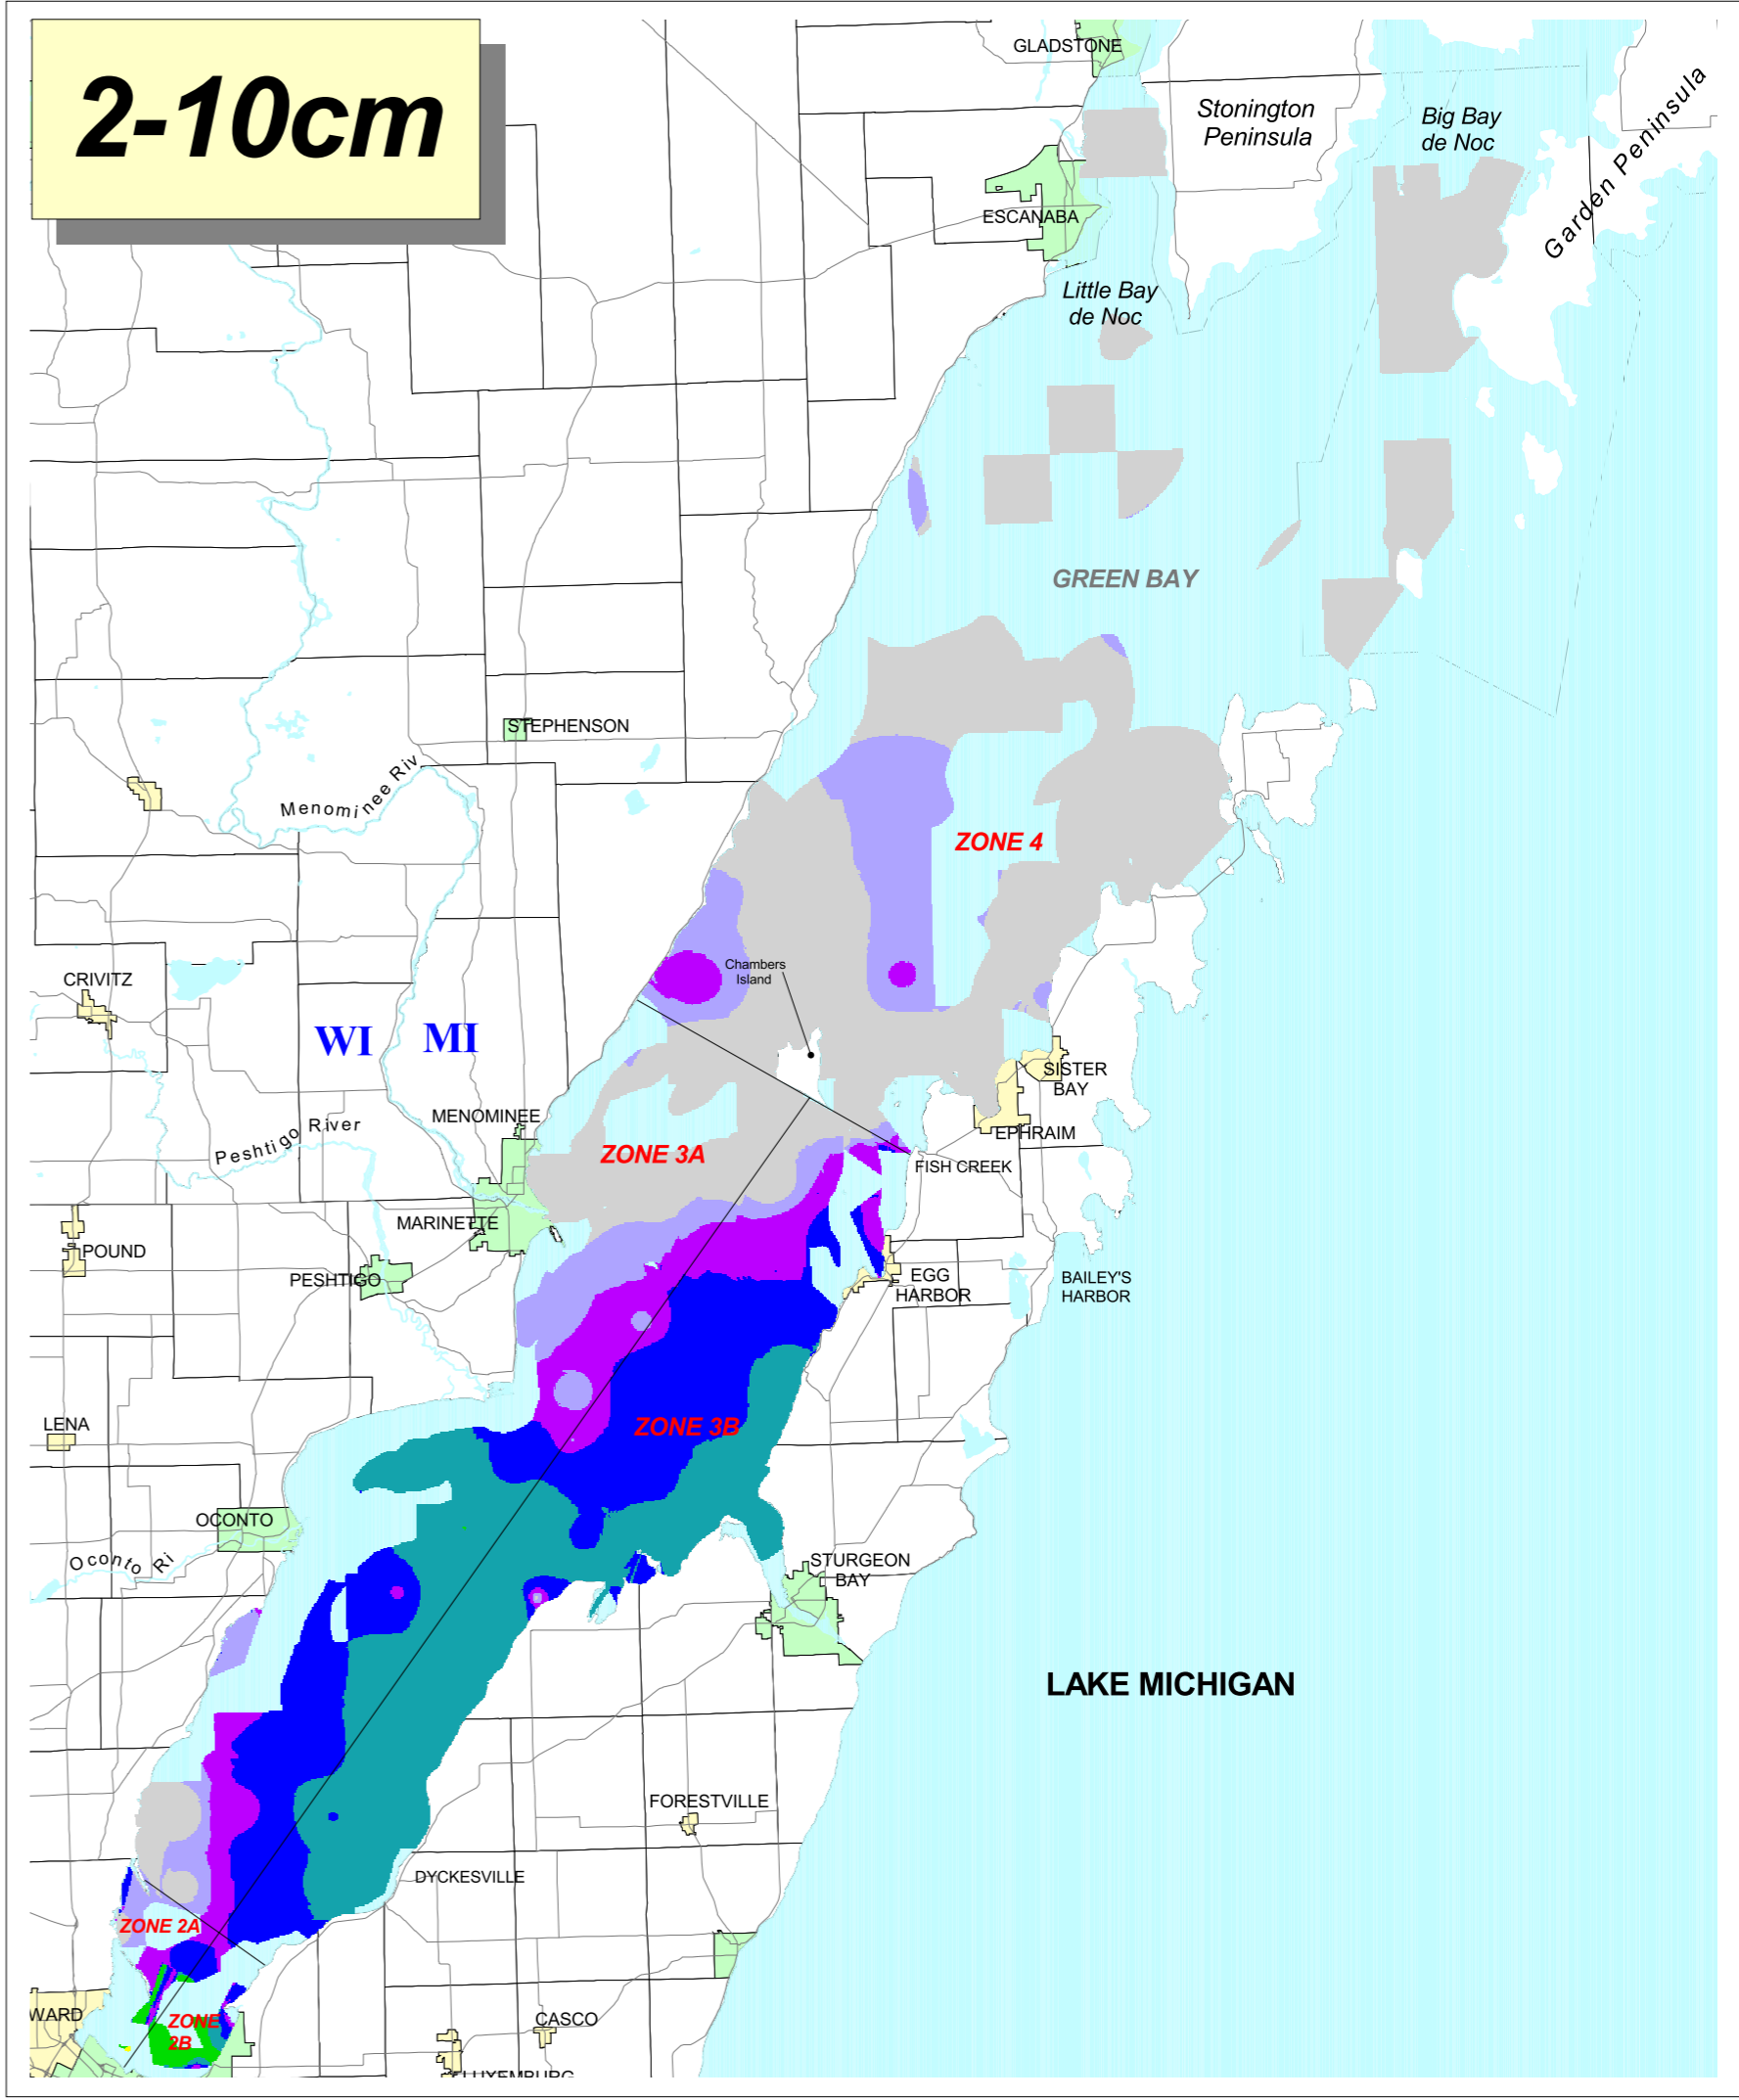 2-10cm
GLADSTONE
Stonington
Peninsula
Big Bay
de Noc
Garden Peninsula
ESCANABA
Little Bay
de Noc
GREEN BAY
STEPHENSON
Menominee Riv
ZONE 4
Chambers
Island
CRIVITZ
WI
MI
SISTER
BAY
MENOMINEE
EPHRAIM
Peshtigo River
ZONE 3A
FISH CREEK
MARINETTE
POUND
PESHTIGO
EGG
HARBOR
BAILEY'S
HARBOR
LENA
ZONE 3B
OCONTO
Oconto Ri
STURGEON
BAY
LAKE MICHIGAN
FORESTVILLE
DYCKESVILLE
ZONE 2A
WARD
ZONE
2B
CASCO
LUXEMBURG